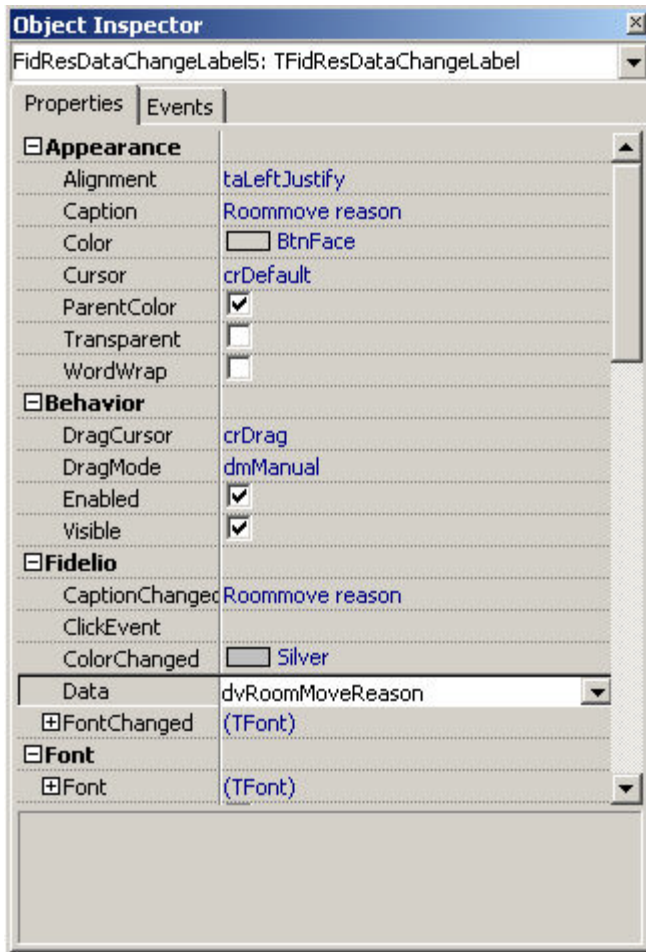 Object Inspector
FidResDataChangeLabel5: TFidResDataChangeLabel
Properties Events
Appearance
Alignment taLeftJustify
Caption Roommove reason
Color BtnFace
Cursor crDefault
ParentColor
Transparent
WordWrap
Behavior
DragCursor crDrag
DragMode dmManual
Enabled
Visible
Fidelio
CaptionChanged Roommove reason
ClickEvent
ColorChanged Silver
Data dvRoomMoveReason
FontChanged (TFont)
Font
Font (TFont)